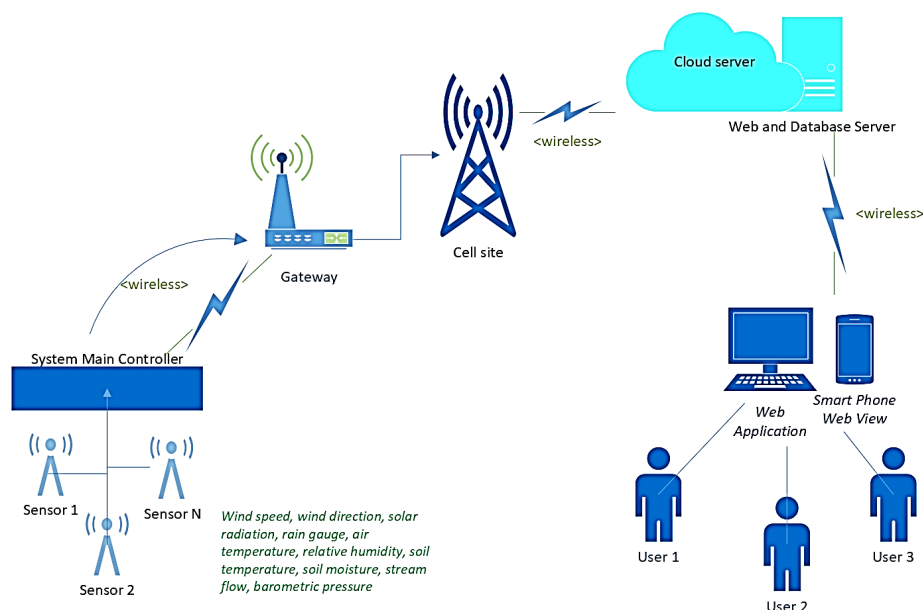 Cloud server
Web and Database Server
<wireless>
<wireless>
Cell site
Gateway
<wireless>
System Main Controller
Sensor 1
Sensor N
Sensor 2
Wind speed, wind direction, solar
radiation, rain gauge, air
temperature, relative humidity, soil
temperature, soil moisture, stream
flow, barometric pressure
Web
Application
Smart Phone
Web View
User 1
User 2
User 3